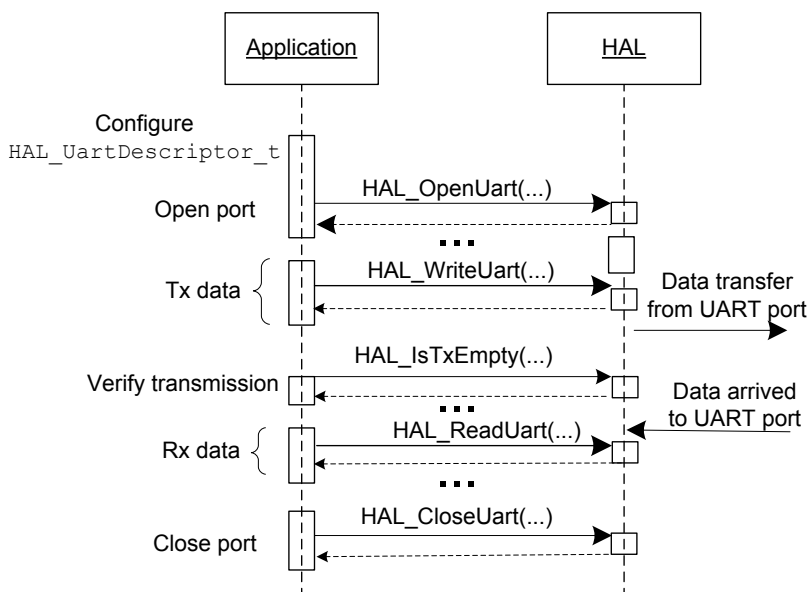 Application
HAL
Configure
HAL_UartDescriptor_t
HAL_OpenUart(...)
Open port
...
HAL_WriteUart(...)
Tx data
Data transfer
from UART port
HAL_IsTxEmpty(...)
Verify transmission
...
Data arrived
to UART port
HAL_ReadUart(...)
Rx data
...
HAL_CloseUart(...)
Close port